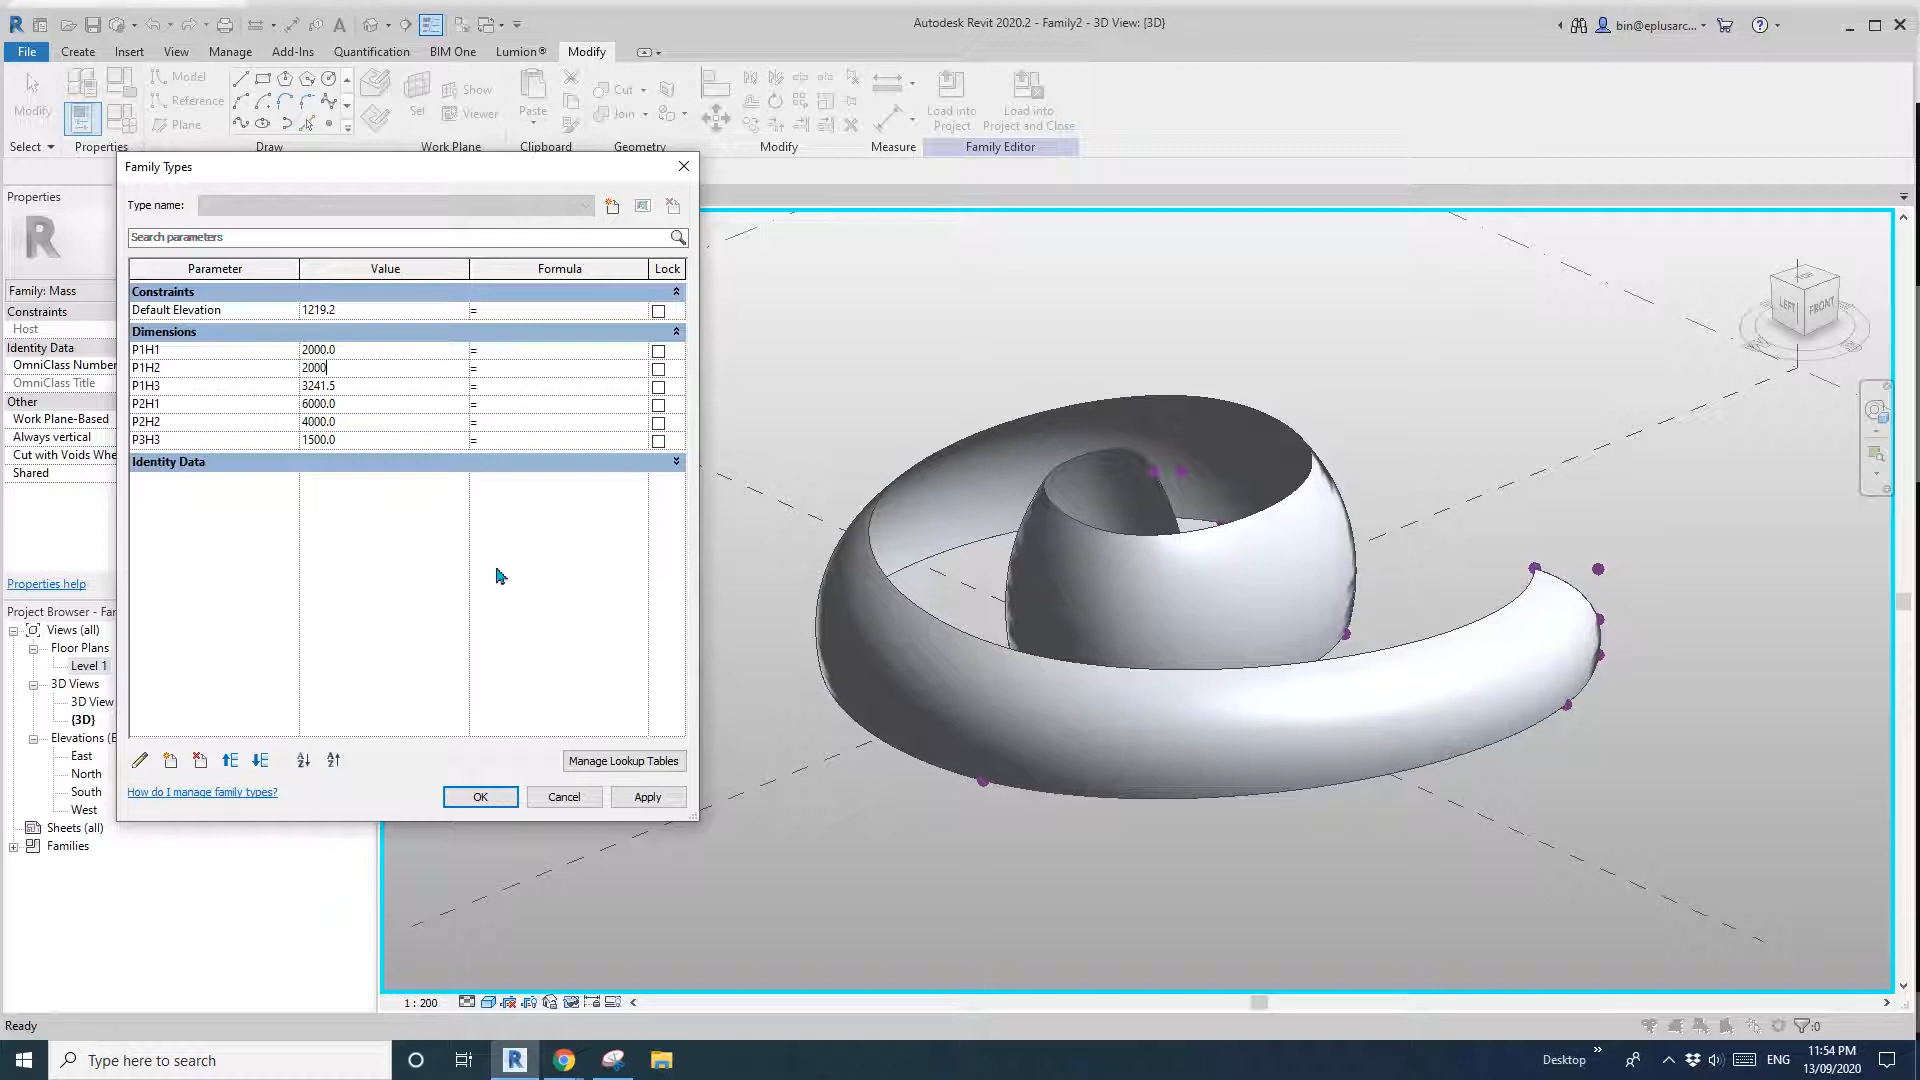 Autodesk Revit 2020.2 - Family2 - 3D View: {3D}
bin@eplusarc...
File Create Insert View Manage Add-Ins Quantification BIM One Lumion® Modify
Modify
Model
Reference
Plane
Set
Show
Viewer
Paste
Cut
Join
Load into
Project
Load into
Project and Close
Select Properties Draw Work Plane Clipboard Geometry Modify Measure Family Editor
Properties
Family: Mass
Constraints
Host
Identity Data
OmniClass Number
OmniClass Title
Other
Work Plane-Based
Always vertical
Cut with Voids Whe
Shared
Properties help
Project Browser - Far
Views (all)
Floor Plans
Level 1
3D Views
3D View
{3D}
Elevations (E
East
North
South
West
Sheets (all)
Families
Family Types
Type name:
Search parameters
Parameter Value Formula Lock
Constraints
Default Elevation 1219.2 =
Dimensions
P1H1 2000.0 =
P1H2 2000 =
P1H3 3241.5 =
P2H1 6000.0 =
P2H2 4000.0 =
P3H3 1500.0 =
Identity Data
Manage Lookup Tables
How do I manage family types?
OK Cancel Apply
LEFT FRONT
1 : 200
Ready
:0
Type here to search
Desktop
ENG
11:54 PM
13/09/2020